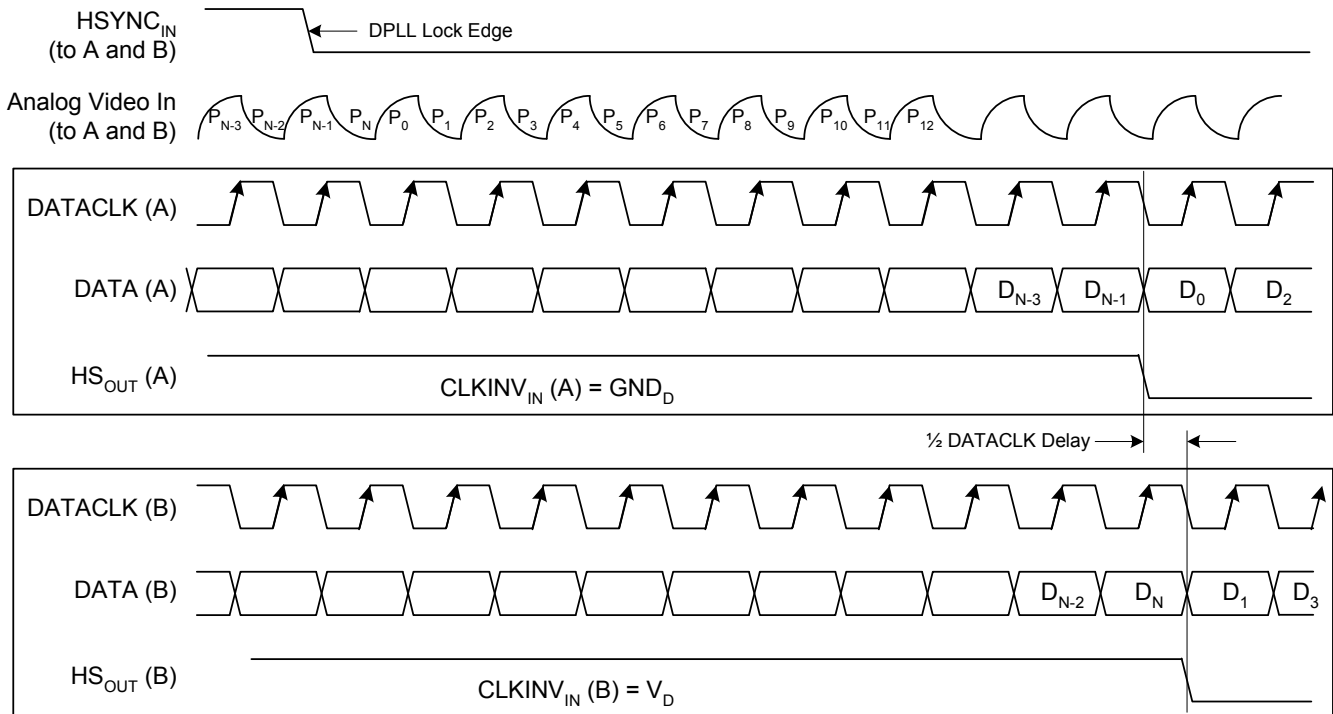 HSYNC_IN
(to A and B)
DPLL Lock Edge
Analog Video In
(to A and B)
P_N-3 P_N-2 P_N-1 P_N P_0 P_1 P_2 P_3 P_4 P_5 P_6 P_7 P_8 P_9 P_10 P_11 P_12
DATACLK (A)
DATA (A)
D_N-3 D_N-1 D_0 D_2
HS_OUT (A)
CLKINV_IN (A) = GND_D
½ DATACLK Delay
DATACLK (B)
DATA (B)
D_N-2 D_N D_1 D_3
HS_OUT (B)
CLKINV_IN (B) = V_D